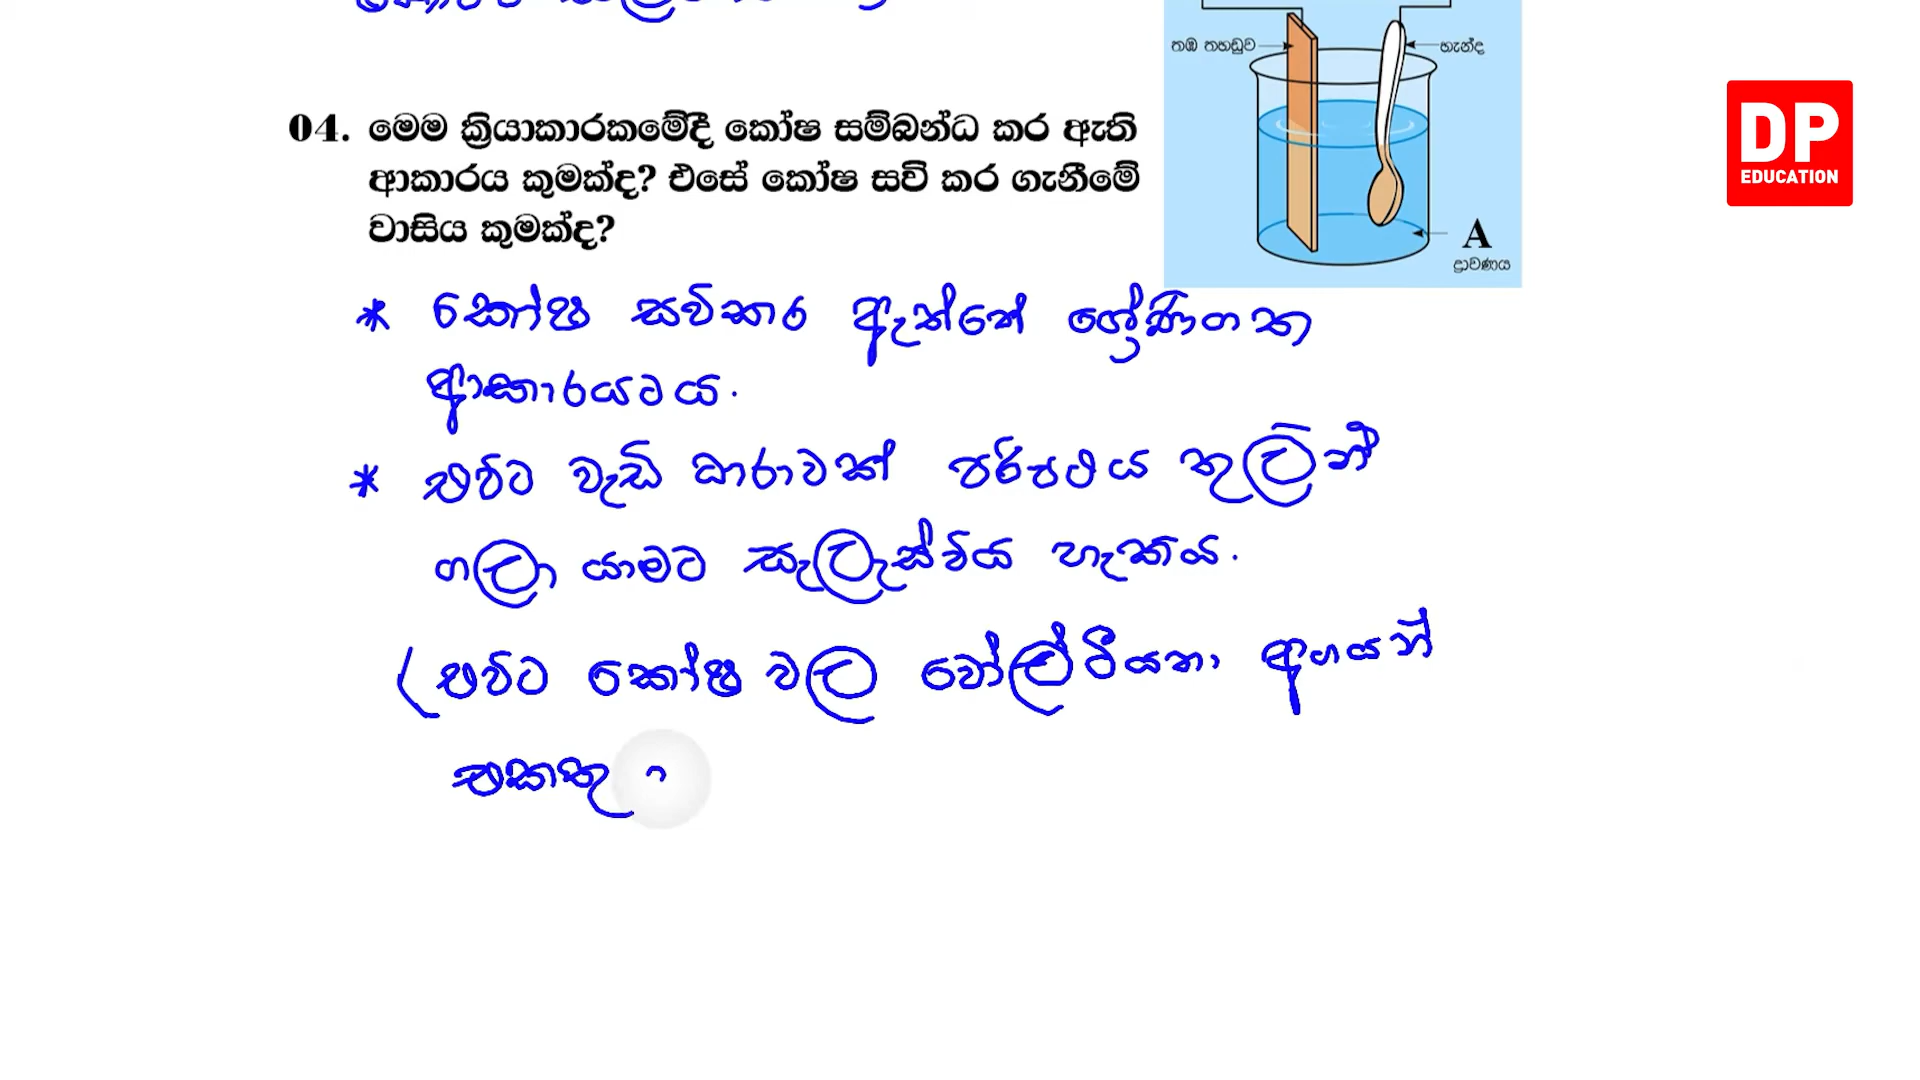 තඹ තහඩුව
හැන්ද
DP
EDUCATION
04. මෙම ක්‍රියාකාරකමේදී කෝෂ සම්බන්ධ කර ඇති
ආකාරය කුමක්ද? එසේ කෝෂ සවි කර ගැනීමේ
වාසිය කුමක්ද?
A
ද්‍රාවණය
* කෝෂ සවිකර ඇත්තේ ශ්‍රේණිගත
ආකාරයටය.
* එවිට වැඩි ධාරාවක් පරිපථය තුලින්
ගලා යාමට සැලැස්විය හැකිය.
(එවිට කෝෂ වල වෝල්ටීයතා අගයන්
එකතු